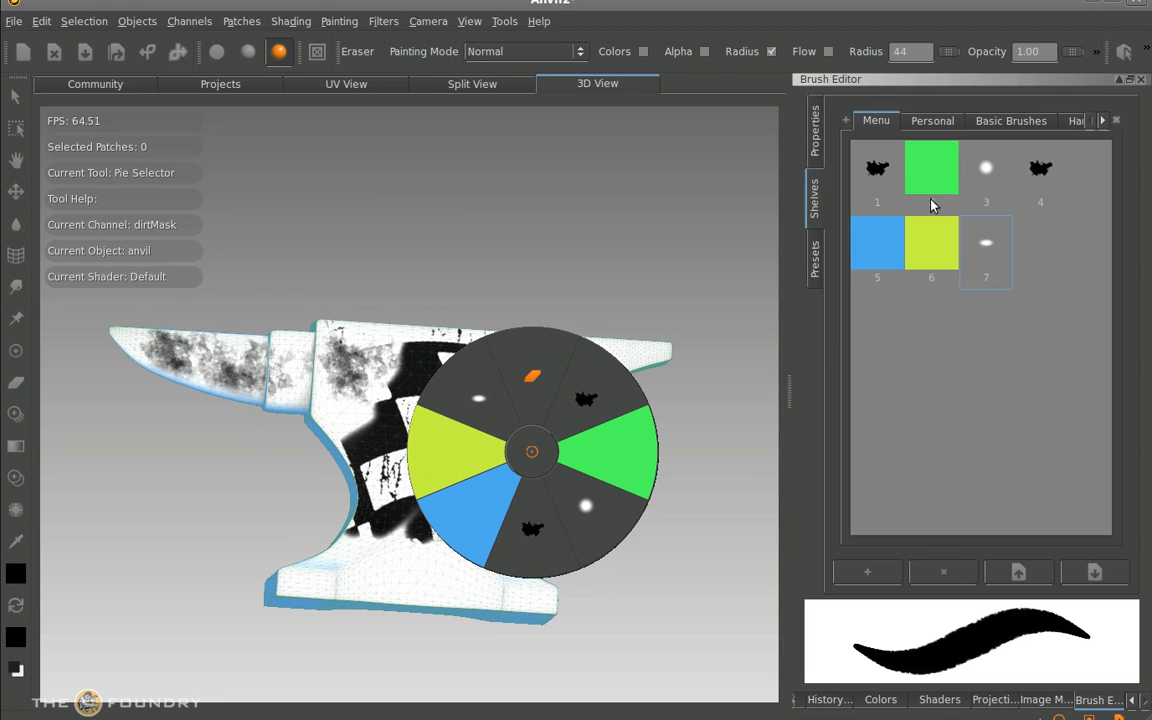 Anvil2*
File Edit Selection Objects Channels Patches Shading Painting Filters Camera View Tools Help
Eraser Painting Mode Normal Colors Alpha Radius Flow Radius 44 Opacity 1.00 » »
Community Projects UV View Split View 3D View
Brush Editor
Properties
Shelves
Presets
Menu Personal Basic Brushes Har
FPS: 64.51
Selected Patches: 0
Current Tool: Pie Selector
Tool Help:
Current Channel: dirtMask
Current Object: anvil
Current Shader: Default
1 3 4
5 6 7
THE FOUNDRY
History... Colors Shaders Projecti... Image M... Brush E...